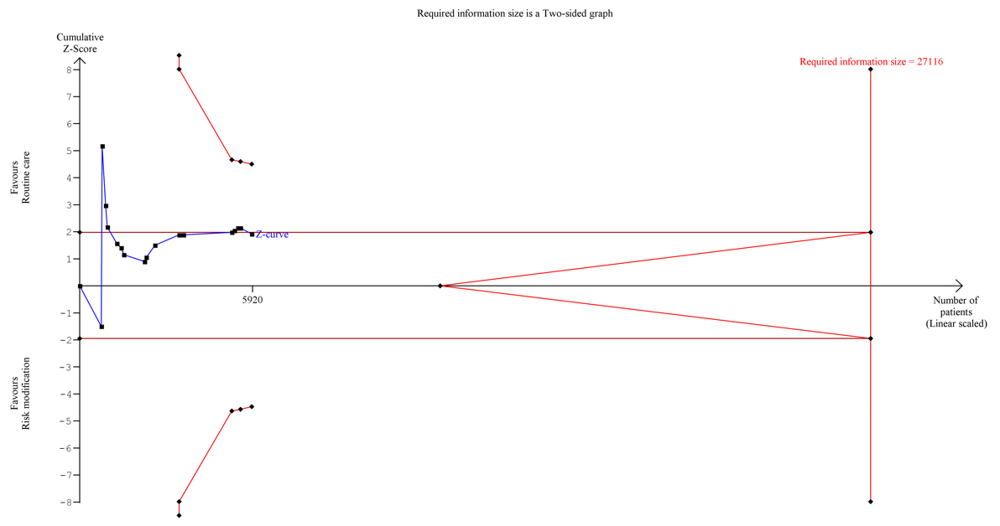 Required information size is a Two-sided graph
Cumulative
Z-Score
Required information size = 27116
8
7
6
5
4
3
2
1
-1
-2
-3
-4
-5
-6
-7
-8
Favours
Routine care
Z-curve
5920
Number of
patients
(Linear scaled)
Favours
Risk modification